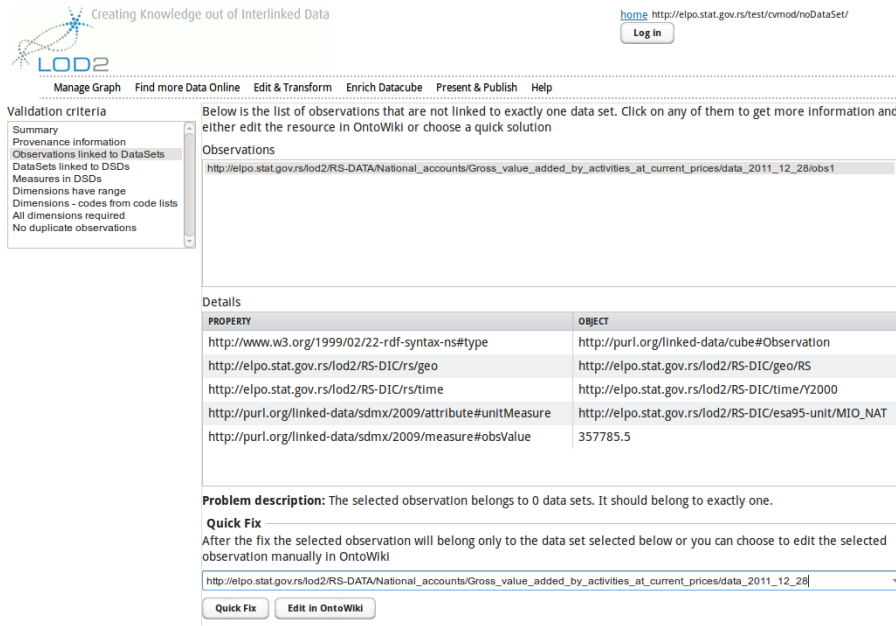 Creating Knowledge out of Interlinked Data
LOD2
home http://elpo.stat.gov.rs/test/cvmod/noDataSet/
Log in
Manage Graph Find more Data Online Edit & Transform Enrich Datacube Present & Publish Help
Validation criteria
Summary
Provenance information
Observations linked to DataSets
DataSets linked to DSDs
Measures in DSDs
Dimensions have range
Dimensions - codes from code lists
All dimensions required
No duplicate observations
Below is the list of observations that are not linked to exactly one data set. Click on any of them to get more information and
either edit the resource in OntoWiki or choose a quick solution
Observations
http://elpo.stat.gov.rs/lod2/RS-DATA/National_accounts/Gross_value_added_by_activities_at_current_prices/data_2011_12_28/obs1
Details
PROPERTY OBJECT
http://www.w3.org/1999/02/22-rdf-syntax-ns#type http://purl.org/linked-data/cube#Observation
http://elpo.stat.gov.rs/lod2/RS-DIC/rs/geo http://elpo.stat.gov.rs/lod2/RS-DIC/geo/RS
http://elpo.stat.gov.rs/lod2/RS-DIC/rs/time http://elpo.stat.gov.rs/lod2/RS-DIC/time/Y2000
http://purl.org/linked-data/sdmx/2009/attribute#unitMeasure http://elpo.stat.gov.rs/lod2/RS-DIC/esa95-unit/MIO_NAT
http://purl.org/linked-data/sdmx/2009/measure#obsValue 357785.5
Problem description: The selected observation belongs to 0 data sets. It should belong to exactly one.
Quick Fix
After the fix the selected observation will belong only to the data set selected below or you can choose to edit the selected
observation manually in OntoWiki
http://elpo.stat.gov.rs/lod2/RS-DATA/National_accounts/Gross_value_added_by_activities_at_current_prices/data_2011_12_28
Quick Fix Edit in OntoWiki